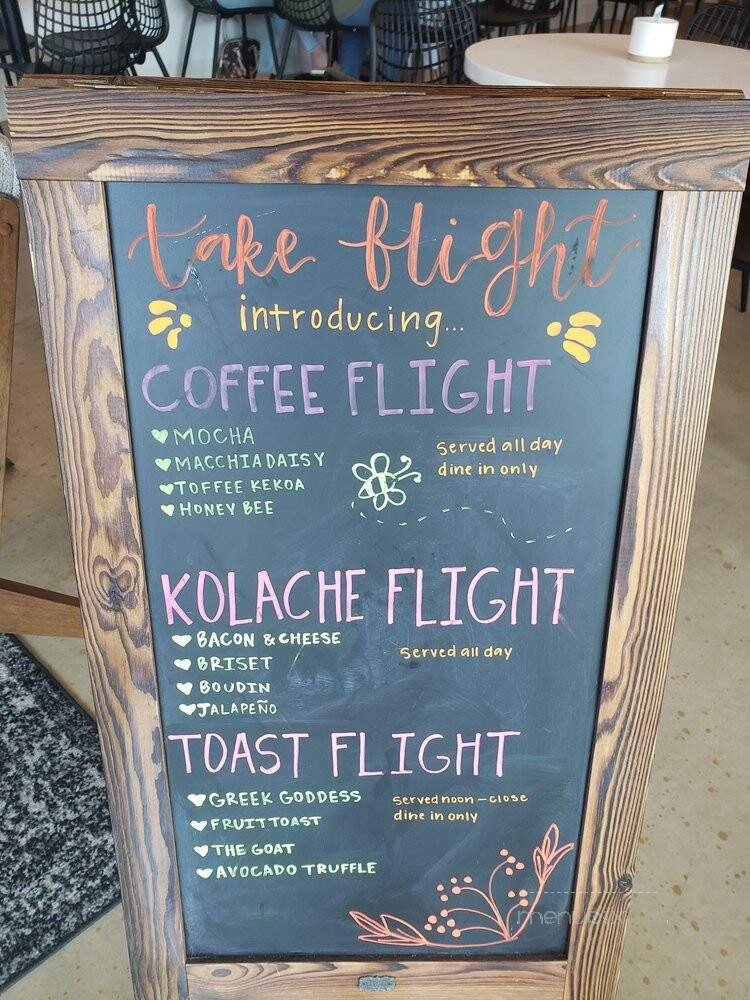 take flight
introducing...
COFFEE FLIGHT
MOCHA
MACCHIADAISY
TOFFEE KEKOA
HONEY BEE
Served all day
dine in only
KOLACHE FLIGHT
BACON & CHEESE
BRISET
BOUDIN
JALAPEÑO
Served all day
TOAST FLIGHT
GREEK GODDESS
FRUIT TOAST
THE GOAT
AVOCADO TRUFFLE
Served noon – close
dine in only